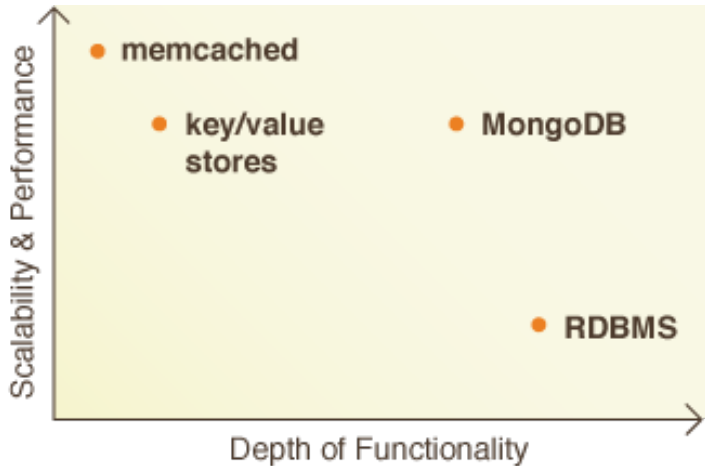 Scalability & Performance
memcached
key/value
stores
MongoDB
RDBMS
Depth of Functionality